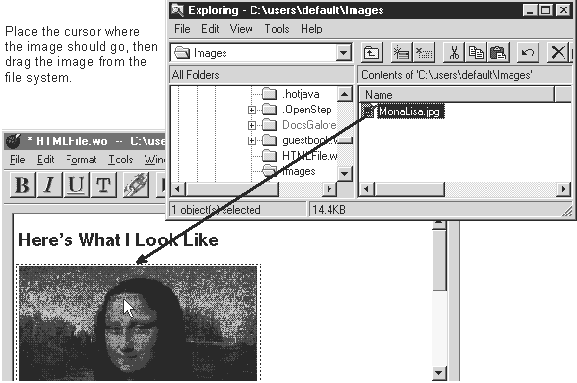 Place the cursor where
the image should go, then
drag the image from the
file system.
Exploring - C:\users\default\Images
File Edit View Tools Help
Images
All Folders
Contents of 'C:\users\default\Images'
Name
.hotjava
.OpenStep
DocsGalore
guestbook.w
HTMLFile.w
Images
MonaLisa.jpg
1 object(s) selected
14.4KB
* HTMLFile.wo -- C:\use
File Edit Format Tools Wind
B I U T
Here's What I Look Like